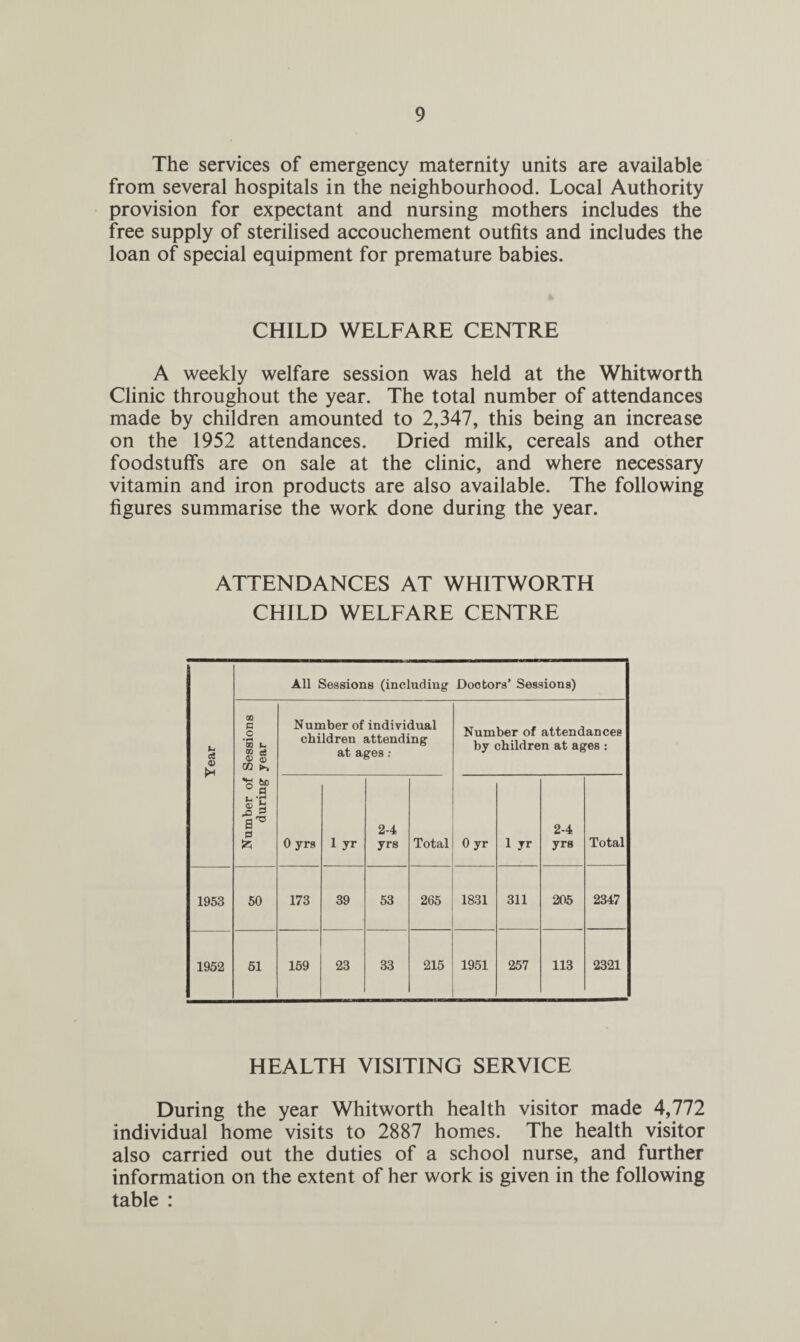 9
The services of emergency maternity units are available
from several hospitals in the neighbourhood. Local Authority
provision for expectant and nursing mothers includes the
free supply of sterilised accouchement outfits and includes the
loan of special equipment for premature babies.
CHILD WELFARE CENTRE
A weekly welfare session was held at the Whitworth
Clinic throughout the year. The total number of attendances
made by children amounted to 2,347, this being an increase
on the 1952 attendances. Dried milk, cereals and other
foodstuffs are on sale at the clinic, and where necessary
vitamin and iron products are also available. The following
figures summarise the work done during the year.
ATTENDANCES AT WHITWORTH
CHILD WELFARE CENTRE
Year
Number of Sessions
during year
All Sessions (including Doctors' Sessions)
Number of individual
children attending
at ages :
Number of attendances
by children at ages :
0 yrs 1 yr 2-4 yrs Total 0 yr 1 yr 2-4 yrs Total
1953 50 173 39 53 265 1831 311 205 2347
1952 51 159 23 33 215 1951 257 113 2321
HEALTH VISITING SERVICE
During the year Whitworth health visitor made 4,772
individual home visits to 2887 homes. The health visitor
also carried out the duties of a school nurse, and further
information on the extent of her work is given in the following
table :